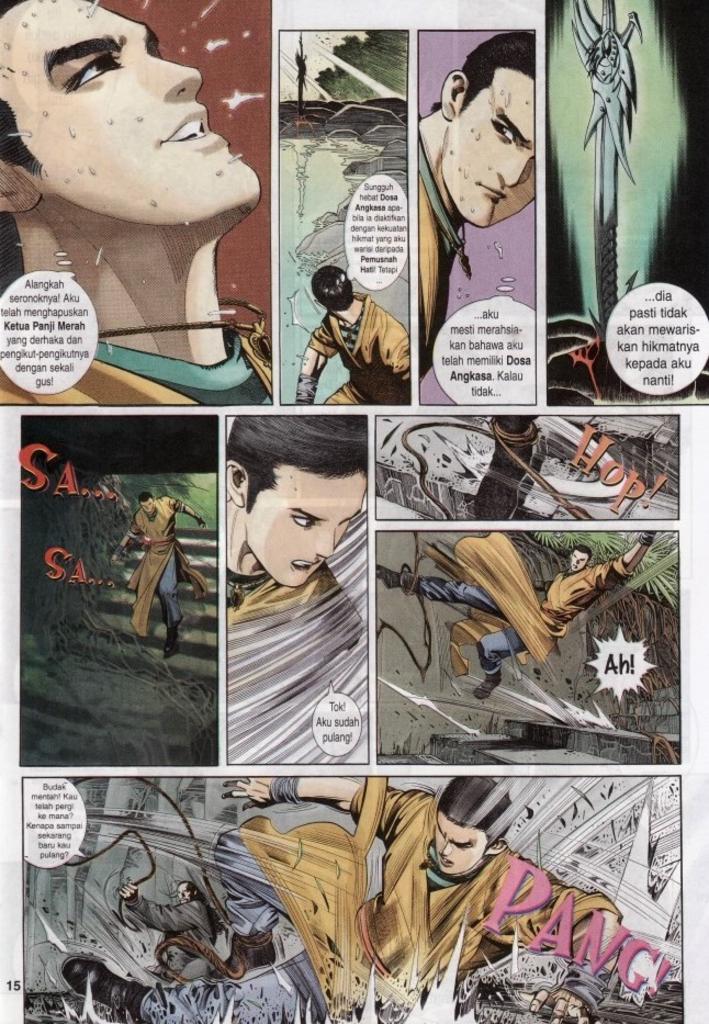 Alangkah
seronoknya! Aku
telah menghapuskan
Ketua Panji Merah
yang derhaka dan
pengikut-pengikutnya
dengan sekali
gus!
Sungguh
hebat Dosa
Angkasa apa-
bila ia diaktifkan
dengan kekuatan
hikmat yang aku
warisi daripada
Pemusnah
Hati! Tetapi
...
...aku
mesti merahsia-
kan bahawa aku
telah memiliki Dosa
Angkasa. Kalau
tidak...
...dia
pasti tidak
akan mewaris-
kan hikmatnya
kepada aku
nanti!
SA...
SA...
Tok!
Aku sudah
pulang!
HOP!
Ah!
Budak
mentah! Kau
telah pergi
ke mana?
Kenapa sampai
sekarang
baru kau
pulang?
PANG!
15